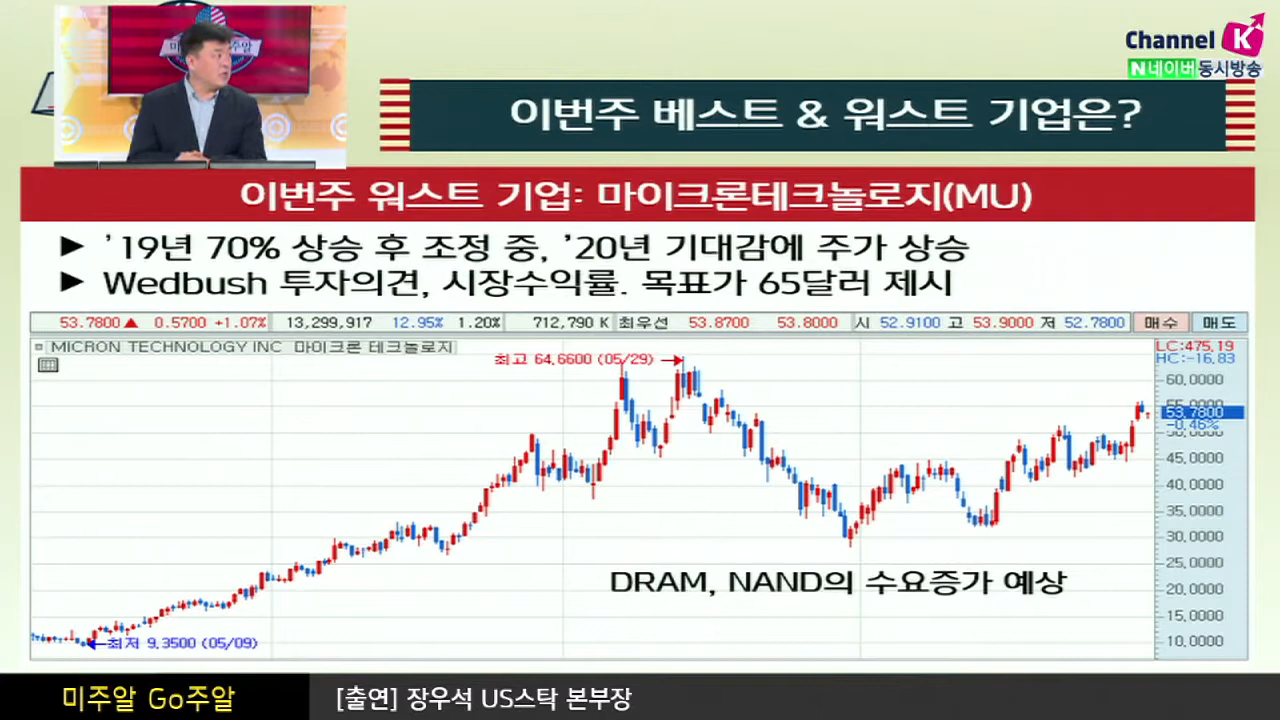 Channel K
N네이버 동시방송
이번주 베스트 & 워스트 기업은?
이번주 워스트 기업: 마이크론테크놀로지(MU)
▶ ’19년 70% 상승 후 조정 중, ’20년 기대감에 주가 상승
▶ Wedbush 투자의견, 시장수익률. 목표가 65달러 제시
53.7800▲ 0.5700 +1.07% 13,299,917 12.95% 1.20% 712,790 K 최우선 53.8700 53.8000 시 52.9100 고 53.9000 저 52.7800 매수 매도
MICRON TECHNOLOGY INC 마이크론 테크놀로지
LC:475.19
HC:-16.83
최고 64.6600 (05/29)
60.0000
55.0000
53.7800
-0.46%
50.0000
45.0000
40.0000
35.0000
30.0000
25.0000
DRAM, NAND의 수요증가 예상
20.0000
15.0000
최저 9.3500 (05/09)
10.0000
미주알 Go주알
[출연] 장우석 US스탁 본부장